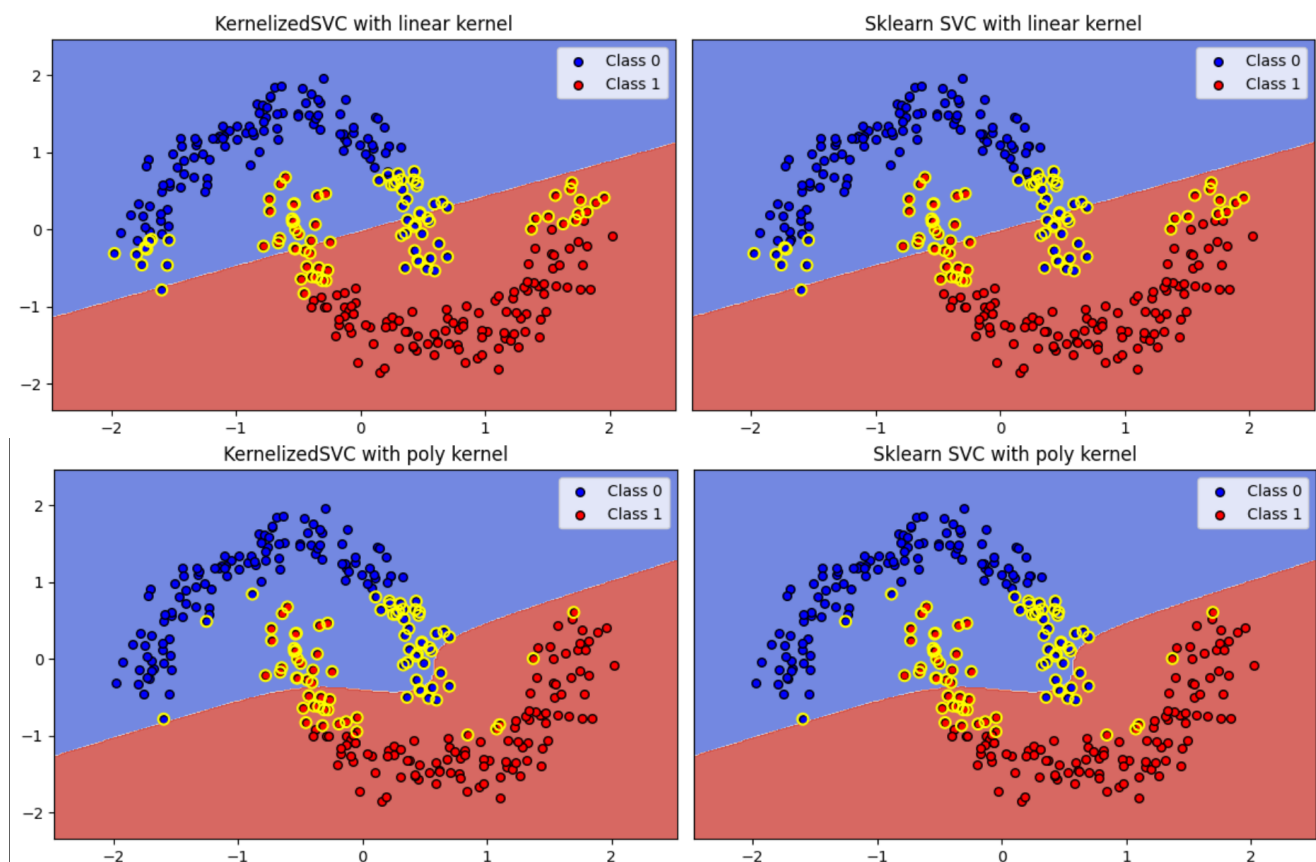 KernelizedSVC with linear kernel
Sklearn SVC with linear kernel
Class 0
Class 1
Class 0
Class 1
2
1
0
−1
−2
−2
−1
0
1
2
−2
−1
0
1
2
KernelizedSVC with poly kernel
Sklearn SVC with poly kernel
Class 0
Class 1
Class 0
Class 1
2
1
0
−1
−2
−2
−1
0
1
2
−2
−1
0
1
2